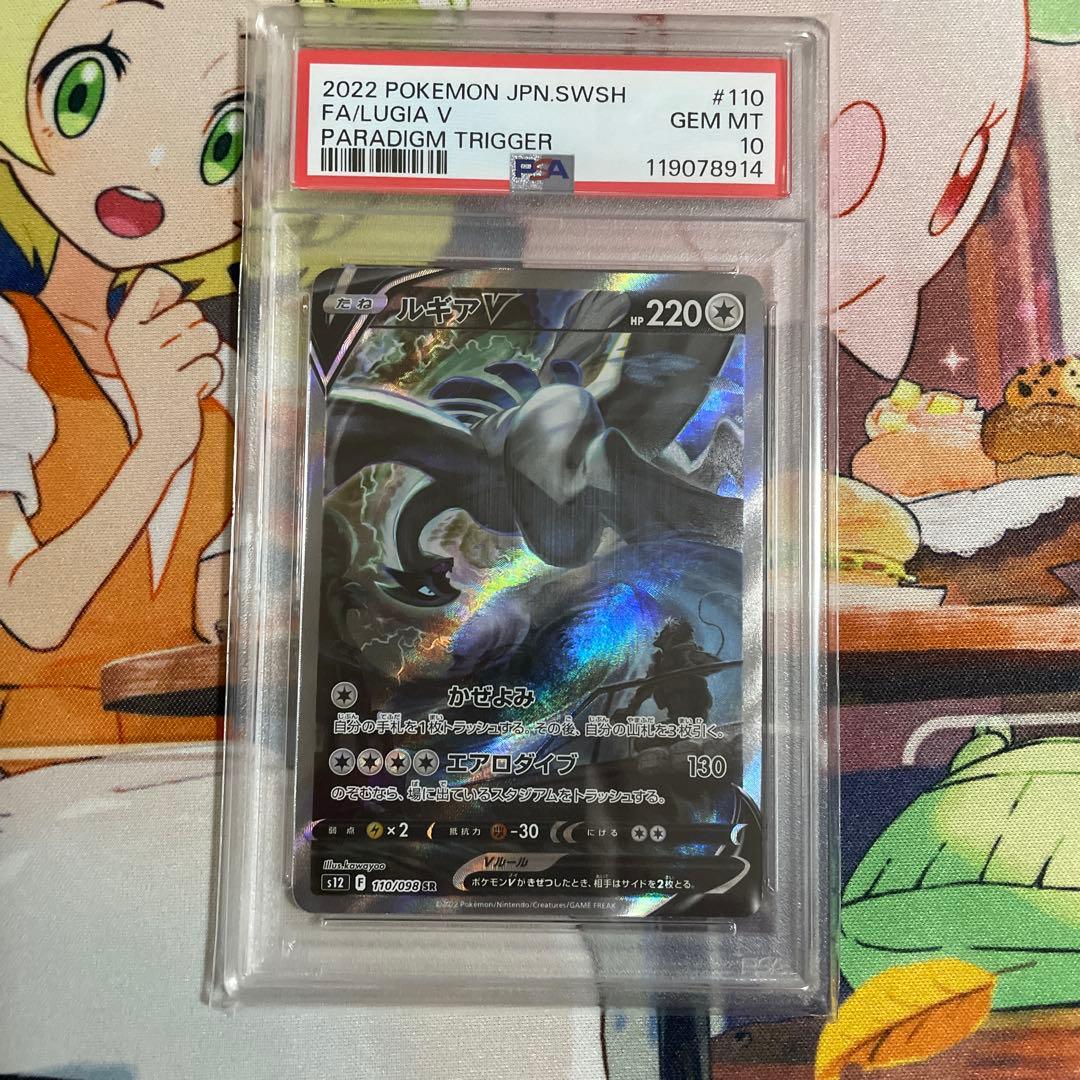 2022 POKEMON JPN.SWSH #110
FA/LUGIA V GEM MT
PARADIGM TRIGGER 10
PSA 119078914
たね ルギアV HP 220
かぜよみ
自分の手札を1枚トラッシュする。その後、自分の山札を3枚引く。
エアロダイブ 130
のぞむなら、場に出ているスタジアムをトラッシュする。
弱点 ×2 抵抗力 -30 にげる
Illus.kawayoo
Vルール
s12 F 110/098 SR ポケモンVがきぜつしたとき、相手はサイドを2枚とる。
©2022 Pokémon/Nintendo/Creatures/GAME FREAK